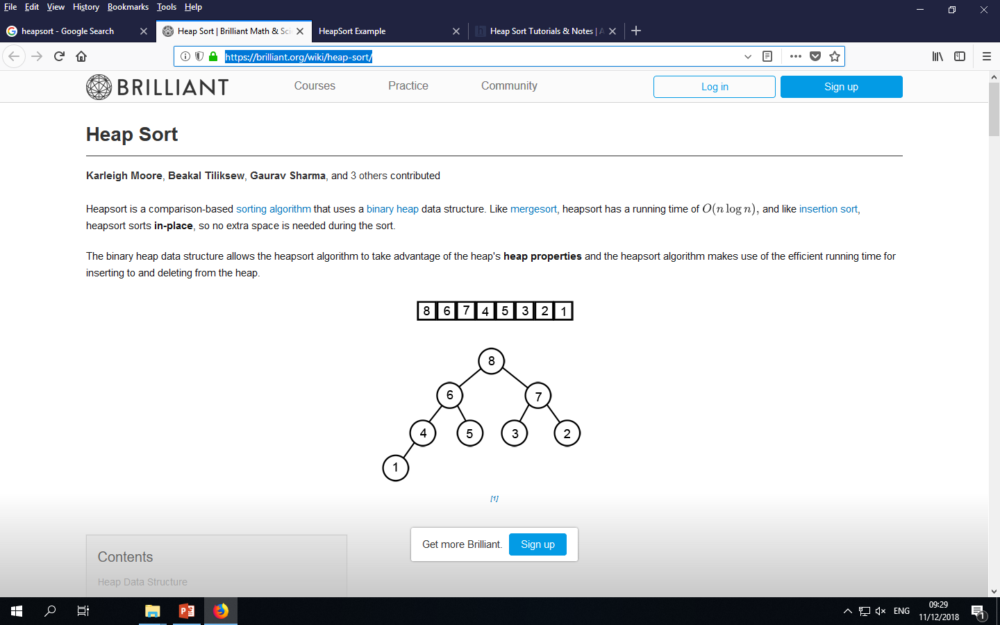 File Edit View History Bookmarks Tools Help
heapsort - Google Search
Heap Sort | Brilliant Math & Sci
HeapSort Example
Heap Sort Tutorials & Notes | A
https://brilliant.org/wiki/heap-sort/
BRILLIANT
Courses
Practice
Community
Log in
Sign up
Heap Sort
Karleigh Moore, Beakal Tiliksew, Gaurav Sharma, and 3 others contributed
Heapsort is a comparison-based sorting algorithm that uses a binary heap data structure. Like mergesort, heapsort has a running time of O(n log n), and like insertion sort,
heapsort sorts in-place, so no extra space is needed during the sort.
The binary heap data structure allows the heapsort algorithm to take advantage of the heap's heap properties and the heapsort algorithm makes use of the efficient running time for
inserting to and deleting from the heap.
8 6 7 4 5 3 2 1
8
6 7
4 5 3 2
1
[1]
Get more Brilliant. Sign up
Contents
Heap Data Structure
ENG
09:29
11/12/2018
1